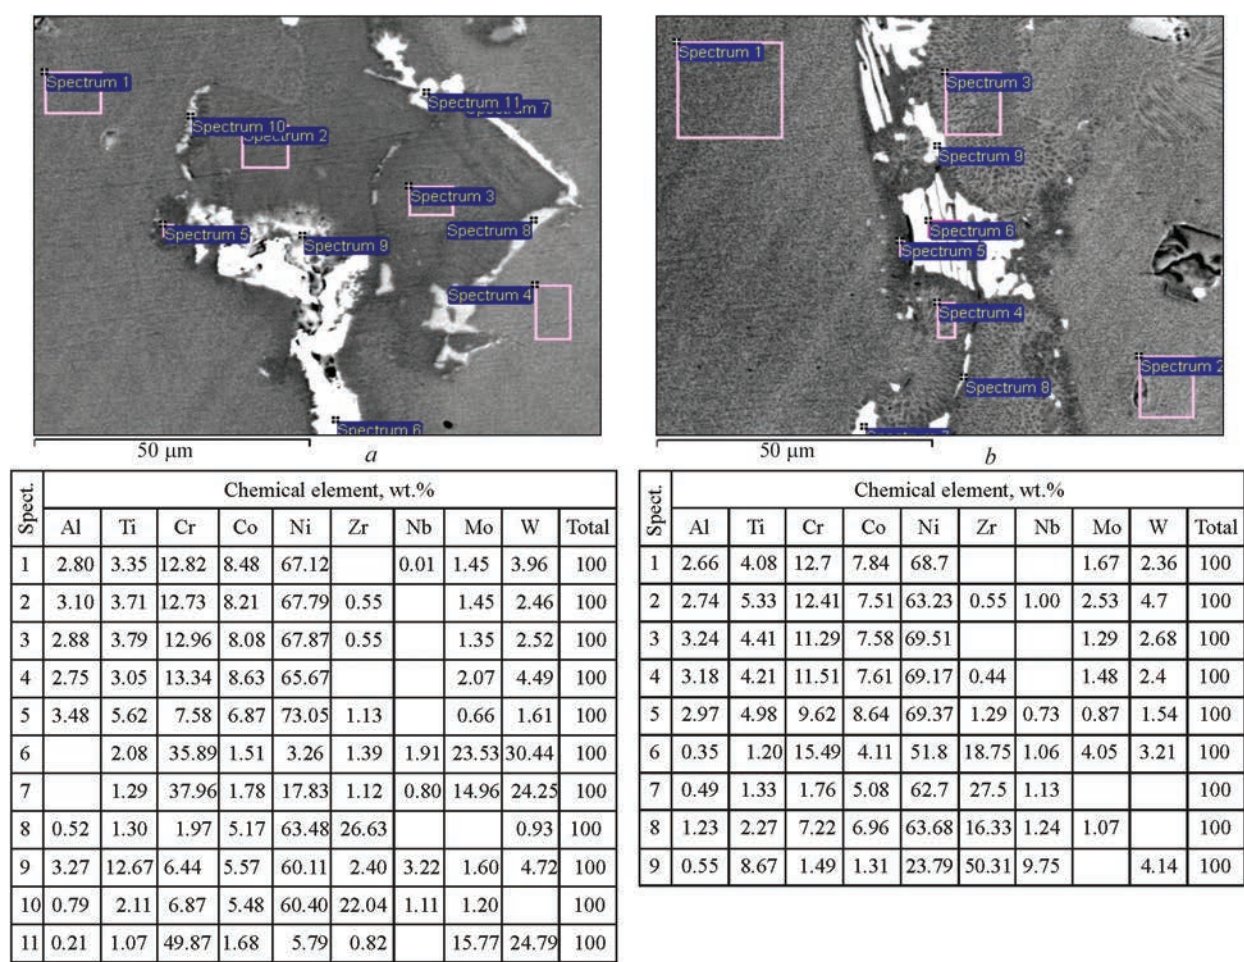 Spectrum 1
Spectrum 11
Spectrum 7
Spectrum 10
Spectrum 2
Spectrum 3
Spectrum 8
Spectrum 5
Spectrum 9
Spectrum 4
Spectrum 6
50 µm
a
Spectrum 1
Spectrum 3
Spectrum 9
Spectrum 6
Spectrum 5
Spectrum 4
Spectrum 2
Spectrum 8
50 µm
b
Spect. Chemical element, wt.%
Al Ti Cr Co Ni Zr Nb Mo W Total
1 2.80 3.35 12.82 8.48 67.12 0.01 1.45 3.96 100
2 3.10 3.71 12.73 8.21 67.79 0.55 1.45 2.46 100
3 2.88 3.79 12.96 8.08 67.87 0.55 1.35 2.52 100
4 2.75 3.05 13.34 8.63 65.67 2.07 4.49 100
5 3.48 5.62 7.58 6.87 73.05 1.13 0.66 1.61 100
6 2.08 35.89 1.51 3.26 1.39 1.91 23.53 30.44 100
7 1.29 37.96 1.78 17.83 1.12 0.80 14.96 24.25 100
8 0.52 1.30 1.97 5.17 63.48 26.63 0.93 100
9 3.27 12.67 6.44 5.57 60.11 2.40 3.22 1.60 4.72 100
10 0.79 2.11 6.87 5.48 60.40 22.04 1.11 1.20 100
11 0.21 1.07 49.87 1.68 5.79 0.82 15.77 24.79 100
Spect. Chemical element, wt.%
Al Ti Cr Co Ni Zr Nb Mo W Total
1 2.66 4.08 12.7 7.84 68.7 1.67 2.36 100
2 2.74 5.33 12.41 7.51 63.23 0.55 1.00 2.53 4.7 100
3 3.24 4.41 11.29 7.58 69.51 1.29 2.68 100
4 3.18 4.21 11.51 7.61 69.17 0.44 1.48 2.4 100
5 2.97 4.98 9.62 8.64 69.37 1.29 0.73 0.87 1.54 100
6 0.35 1.20 15.49 4.11 51.8 18.75 1.06 4.05 3.21 100
7 0.49 1.33 1.76 5.08 62.7 27.5 1.13 100
8 1.23 2.27 7.22 6.96 63.68 16.33 1.24 1.07 100
9 0.55 8.67 1.49 1.31 23.79 50.31 9.75 4.14 100